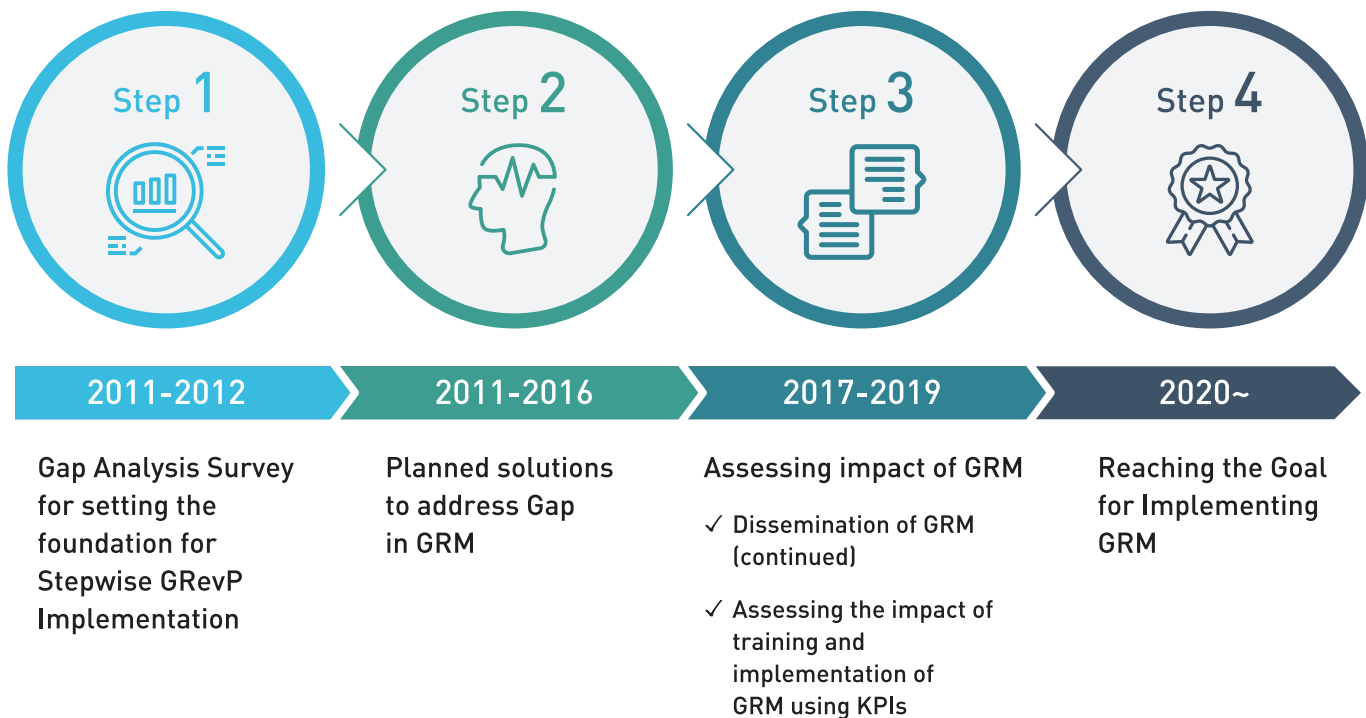 Step 1
Step 2
Step 3
Step 4
2011-2012
2011-2016
2017-2019
2020~
Gap Analysis Survey
for setting the
foundation for
Stepwise GRevP
Implementation
Planned solutions
to address Gap
in GRM
Assessing impact of GRM
✓ Dissemination of GRM
(continued)
✓ Assessing the impact of
training and
implementation of
GRM using KPIs
Reaching the Goal
for Implementing
GRM